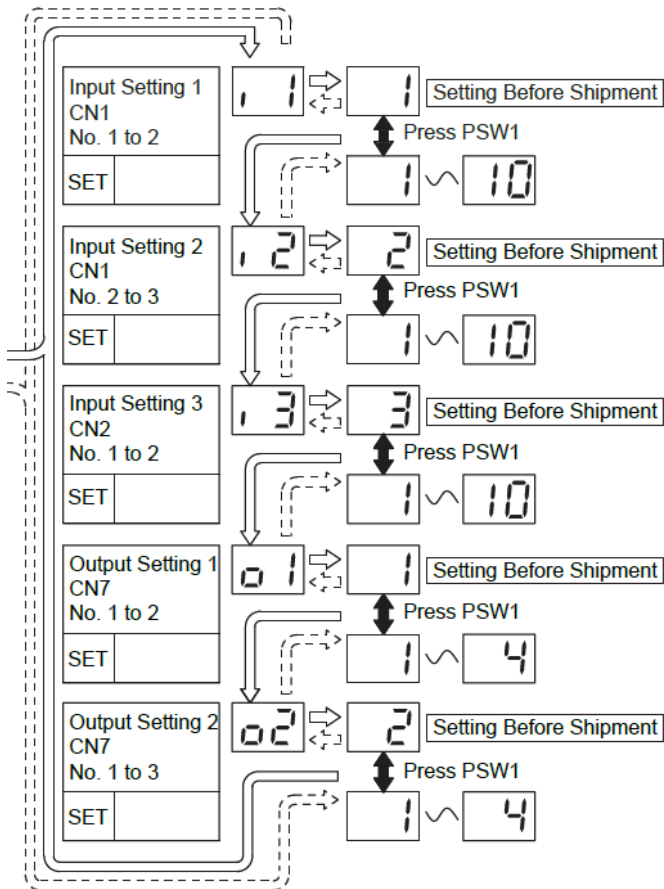 Input Setting 1
CN1
No. 1 to 2
SET
i 1
1
Setting Before Shipment
Press PSW1
1 ~ 10
Input Setting 2
CN1
No. 2 to 3
SET
i 2
2
Setting Before Shipment
Press PSW1
1 ~ 10
Input Setting 3
CN2
No. 1 to 2
SET
i 3
3
Setting Before Shipment
Press PSW1
1 ~ 10
Output Setting 1
CN7
No. 1 to 2
SET
o 1
1
Setting Before Shipment
Press PSW1
1 ~ 4
Output Setting 2
CN7
No. 1 to 3
SET
o2
2
Setting Before Shipment
Press PSW1
1 ~ 4